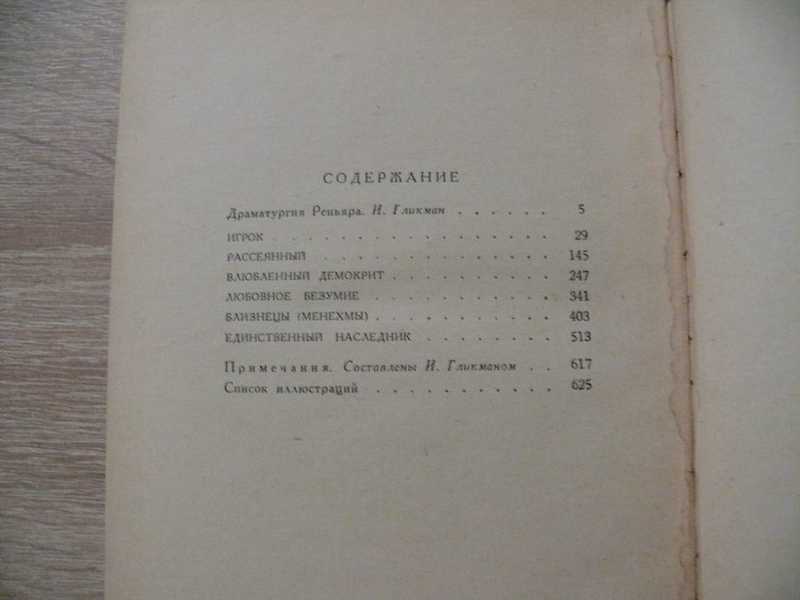 СОДЕРЖАНИЕ
Драматургия Реньяра. И. Гликман . . . . . . 5
ИГРОК . . . . . . . . . . . . . . . . . 29
РАССЕЯННЫЙ . . . . . . . . . . . . . . 145
ВЛЮБЛЕННЫЙ ДЕМОКРИТ . . . . . . . . . . 247
ЛЮБОВНОЕ БЕЗУМИЕ . . . . . . . . . . . 341
БЛИЗНЕЦЫ (МЕНЕХМЫ) . . . . . . . . . . . 403
ЕДИНСТВЕННЫЙ НАСЛЕДНИК . . . . . . . . . 513
Примечания. Составлены И. Гликманом . . 617
Список иллюстраций . . . . . . . . . . . 625